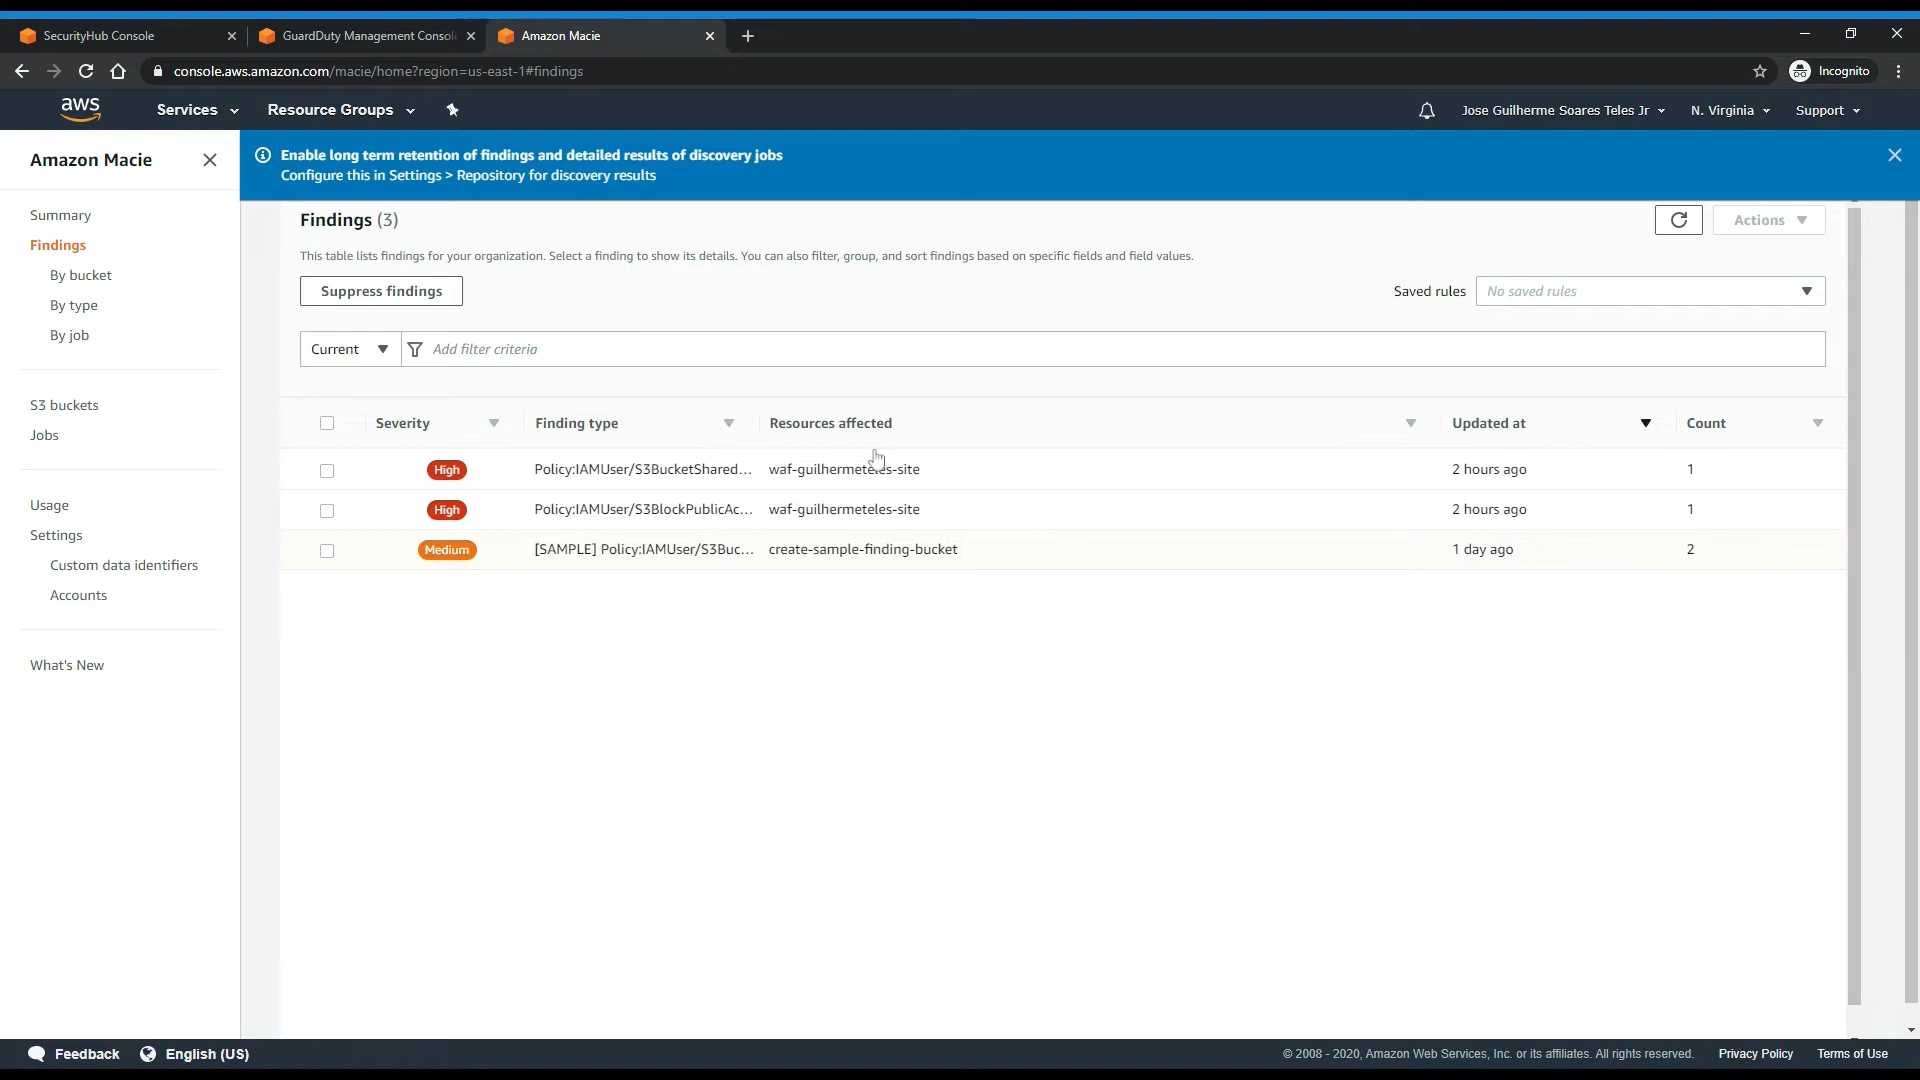 SecurityHub Console
GuardDuty Management Consol
Amazon Macie
console.aws.amazon.com/macie/home?region=us-east-1#findings
Incognito
aws
Services
Resource Groups
Jose Guilherme Soares Teles Jr
N. Virginia
Support
Amazon Macie
Enable long term retention of findings and detailed results of discovery jobs
Configure this in Settings > Repository for discovery results
Summary
Findings
By bucket
By type
By job
S3 buckets
Jobs
Usage
Settings
Custom data identifiers
Accounts
What's New
Findings (3)
Actions
This table lists findings for your organization. Select a finding to show its details. You can also filter, group, and sort findings based on specific fields and field values.
Suppress findings
Saved rules
No saved rules
Current
Add filter criteria
Severity Finding type Resources affected Updated at Count
High Policy:IAMUser/S3BucketShared... waf-guilhermeteles-site 2 hours ago 1
High Policy:IAMUser/S3BlockPublicAc... waf-guilhermeteles-site 2 hours ago 1
Medium [SAMPLE] Policy:IAMUser/S3Buc... create-sample-finding-bucket 1 day ago 2
Feedback
English (US)
© 2008 - 2020, Amazon Web Services, Inc. or its affiliates. All rights reserved.
Privacy Policy
Terms of Use